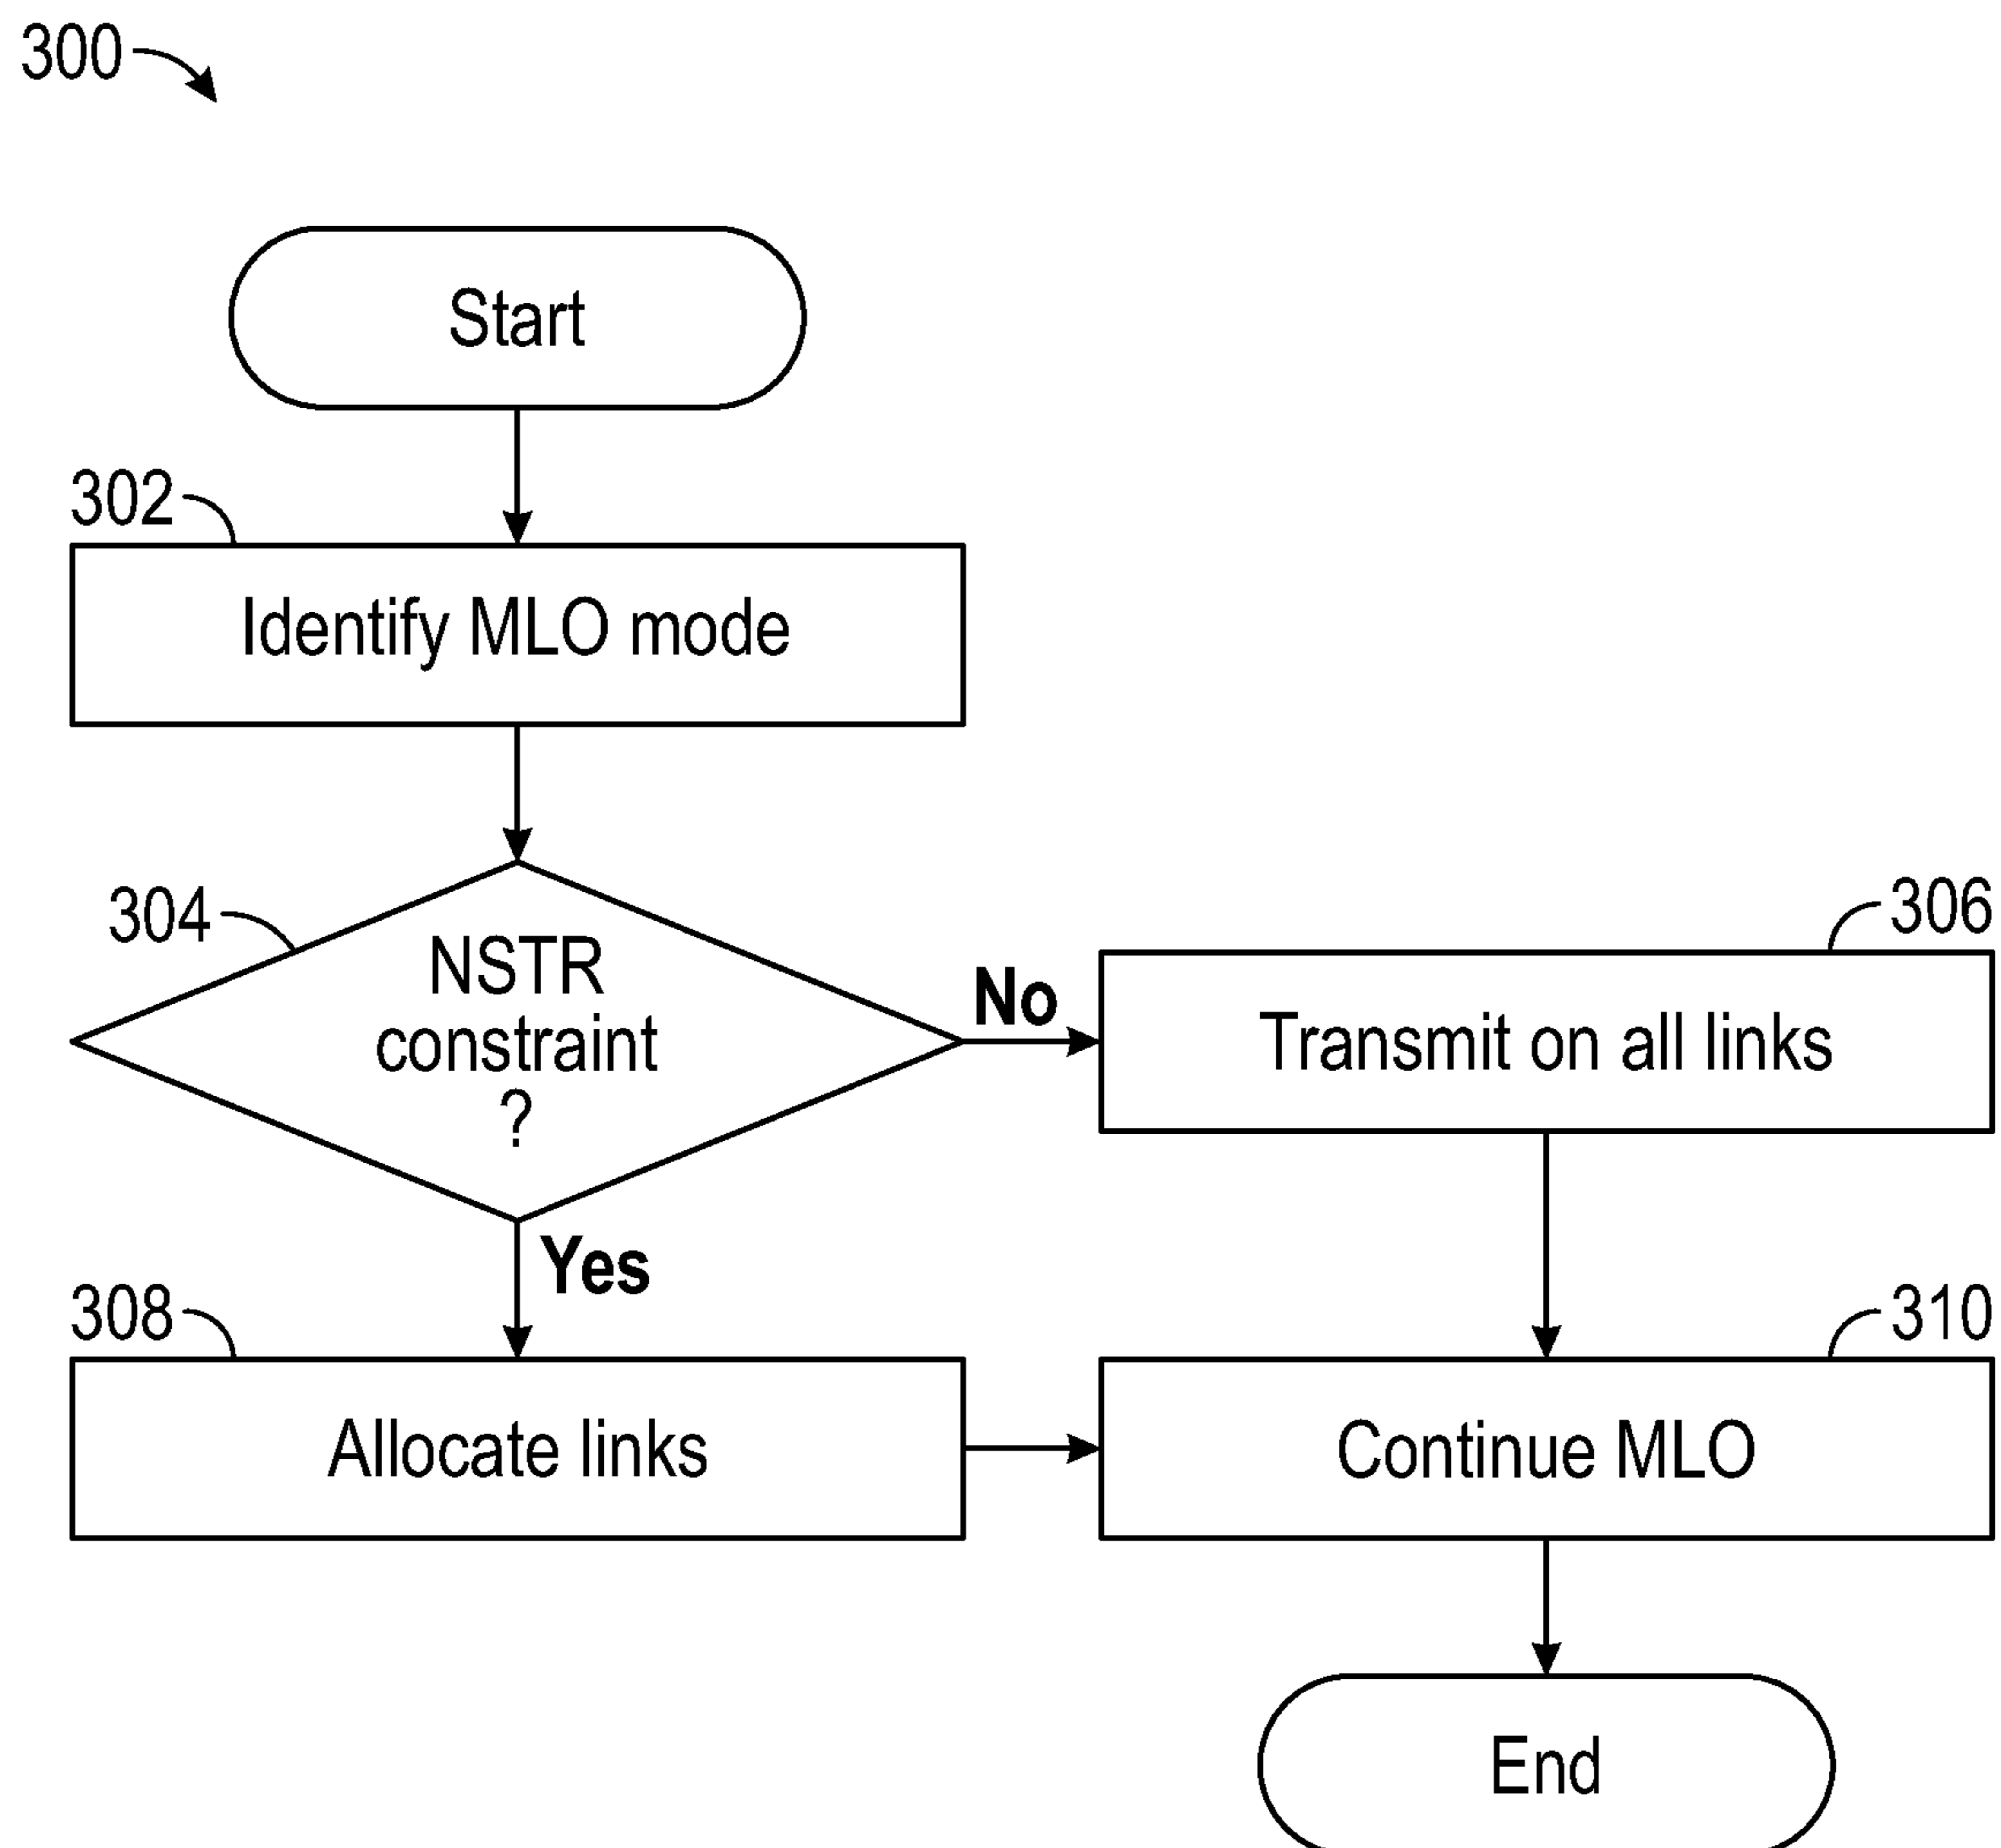 300
Start
302
Identify MLO mode
304
NSTR
constraint
?
No
306
Transmit on all links
Yes
308
Allocate links
310
Continue MLO
End